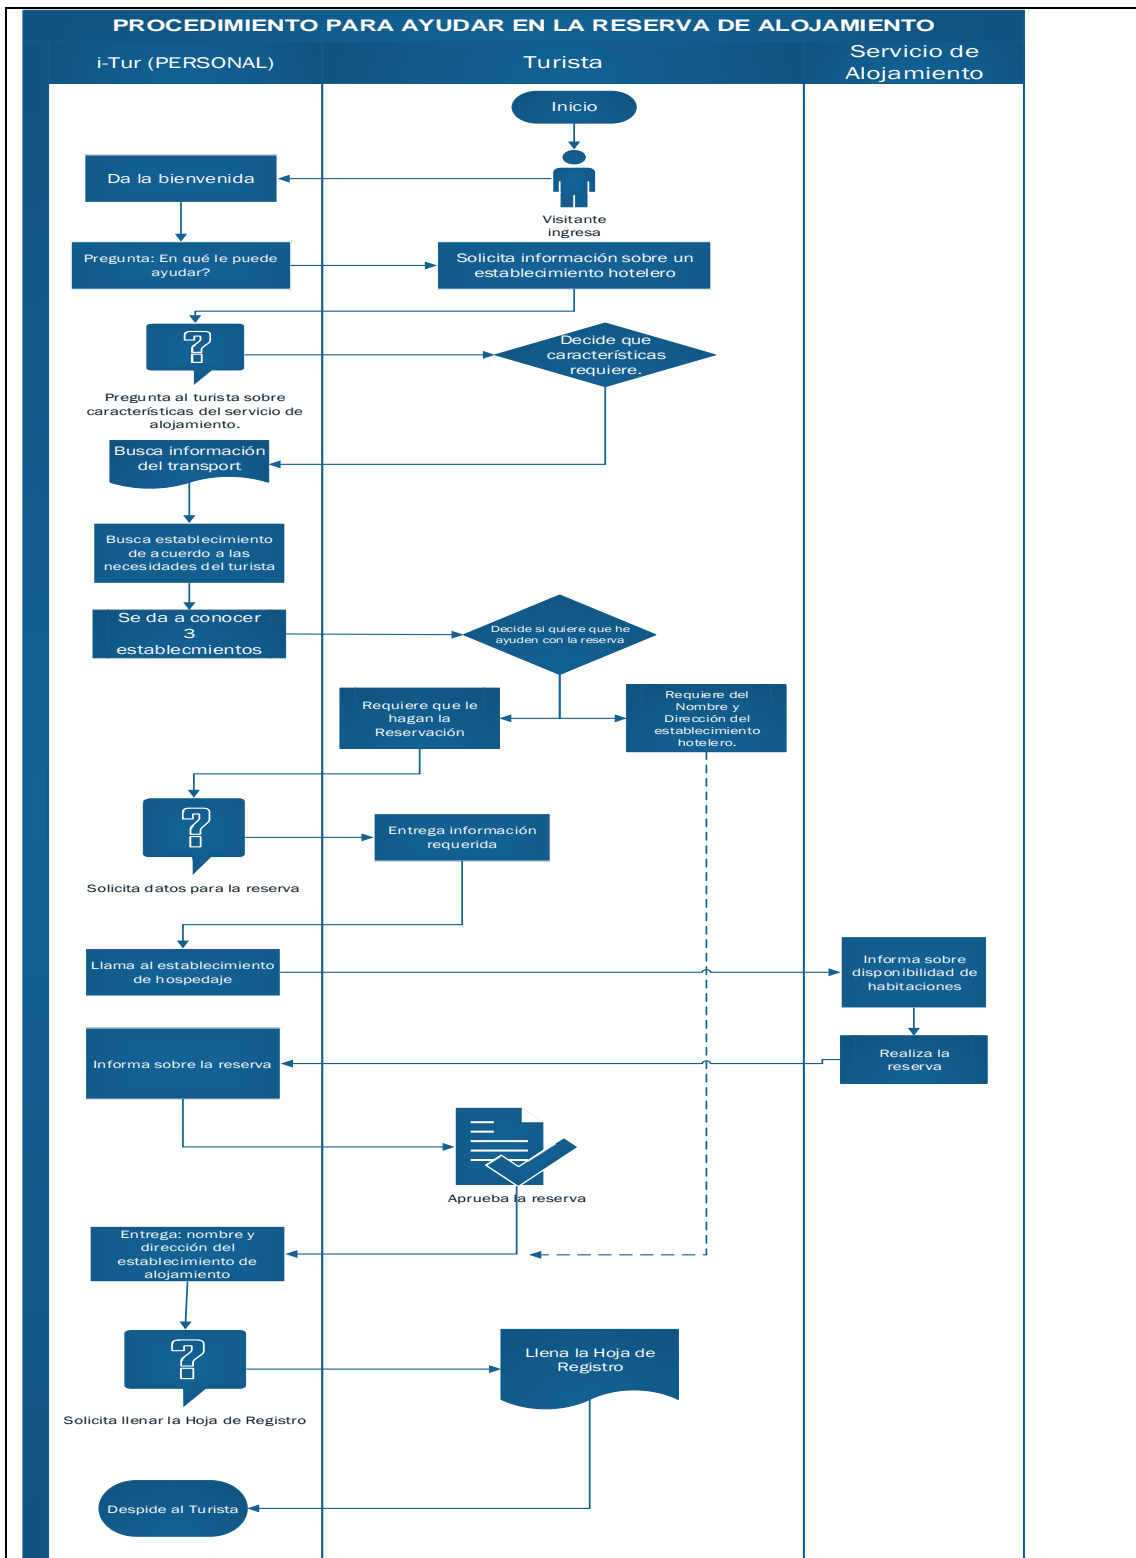 PROCEDIMIENTO PARA AYUDAR EN LA RESERVA DE ALOJAMIENTO
i-Tur (PERSONAL)
Turista
Servicio de
Alojamiento
Inicio
Da la bienvenida
Visitante
ingresa
Pregunta: En qué le puede
ayudar?
Solicita información sobre un
establecimiento hotelero
Decide que
características
requiere.
Pregunta al turista sobre
características del servicio de
alojamiento.
Busca información
del transport
Busca establecimiento
de acuerdo a las
necesidades del turista
Se da a conocer
3
establecmientos
Decide si quiere que he
ayuden con la reserva
Requiere que le
hagan la
Reservación
Requiere del
Nombre y
Dirección del
establecimiento
hotelero.
Solicita datos para la reserva
Entrega información
requerida
Llama al establecimiento
de hospedaje
Informa sobre
disponibilidad de
habitaciones
Informa sobre la reserva
Realiza la
reserva
Aprueba la reserva
Entrega: nombre y
dirección del
establecimiento de
alojamiento
Solicita llenar la Hoja de Registro
Llena la Hoja de
Registro
Despide al Turista